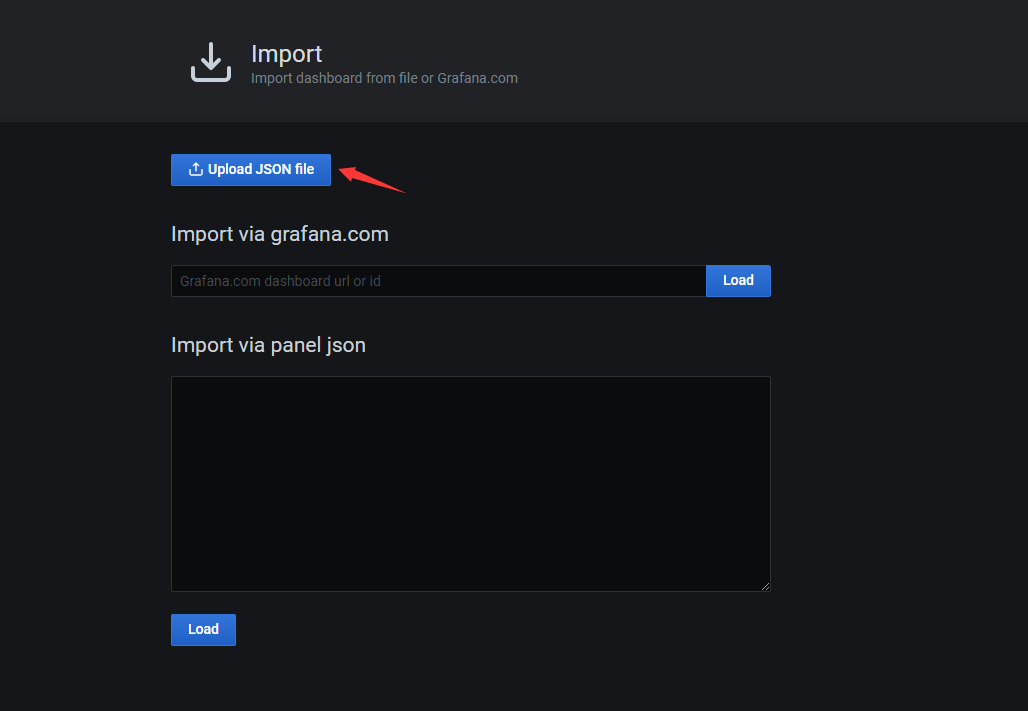 Import
Import dashboard from file or Grafana.com
Upload JSON file
Import via grafana.com
Grafana.com dashboard url or id
Load
Import via panel json
Load